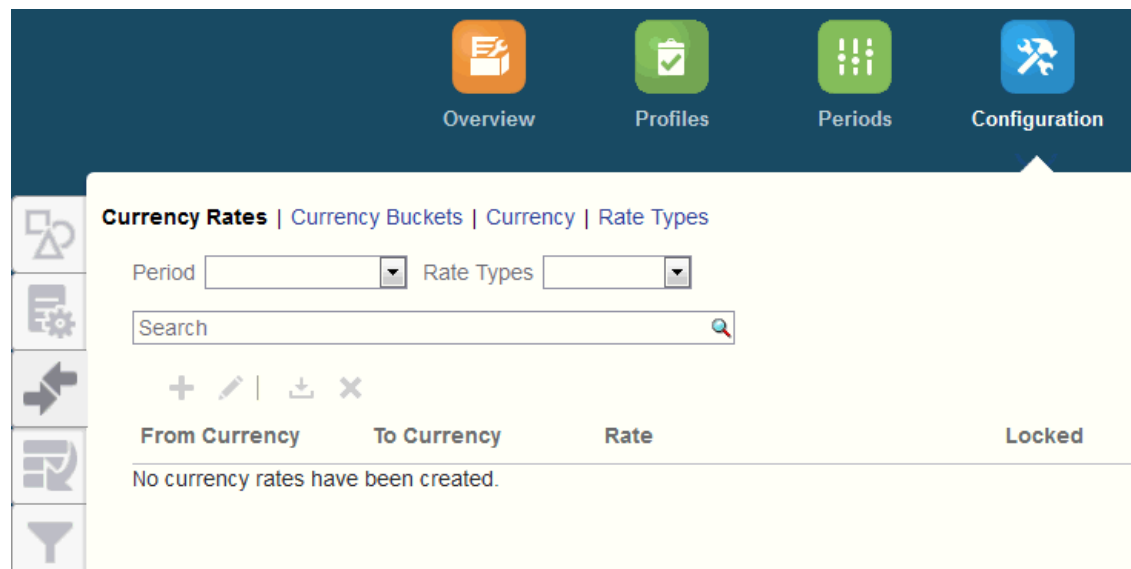 Overview Profiles Periods Configuration
Currency Rates | Currency Buckets | Currency | Rate Types
Period Rate Types
Search
From Currency To Currency Rate Locked
No currency rates have been created.